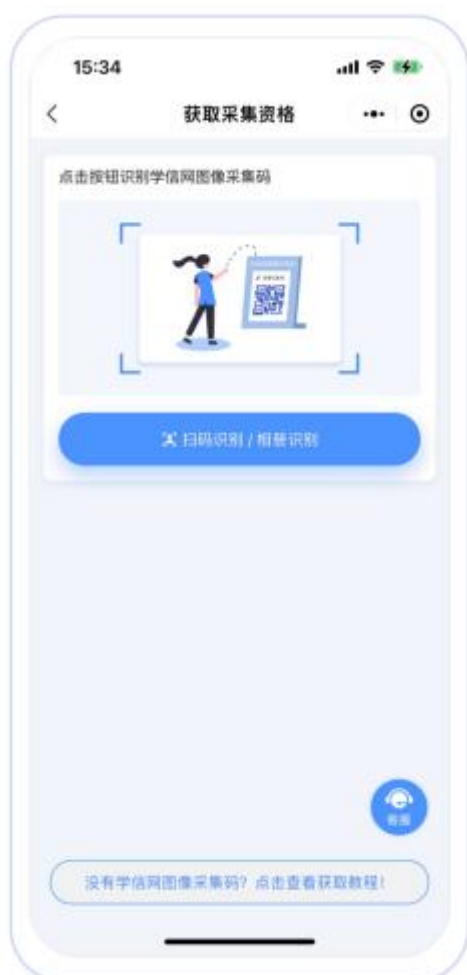 15:34
获取采集资格
点击按钮识别学信网图像采集码
扫码识别 / 相册识别
客服
没有学信网图像采集码？点击查看获取教程！